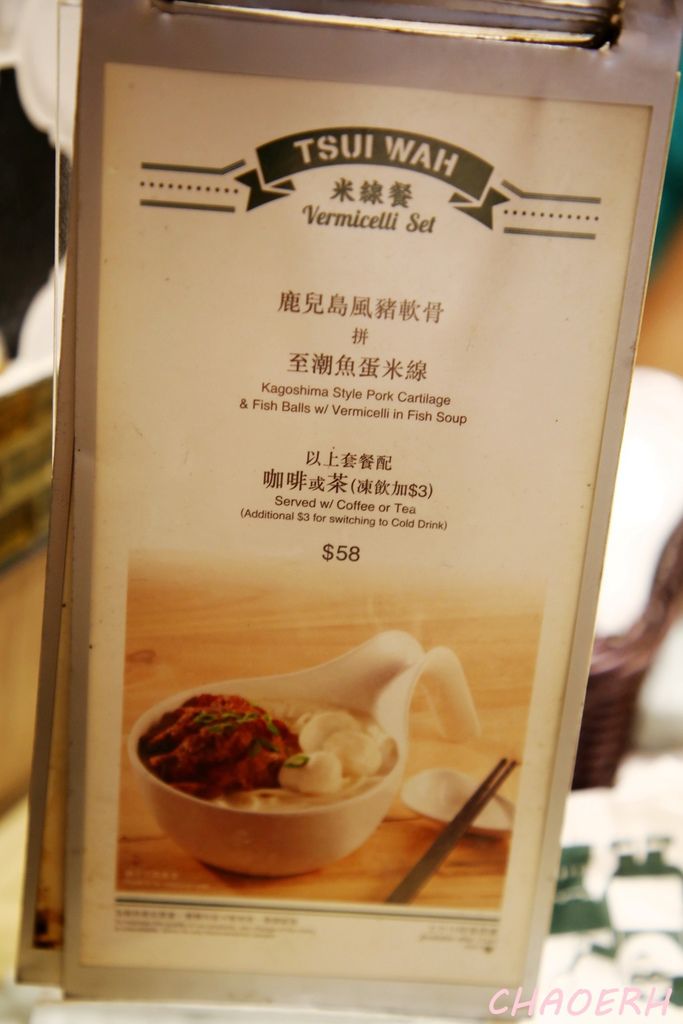 TSUI WAH
米線餐
Vermicelli Set
鹿兒島風豬軟骨
拼
至潮魚蛋米線
Kagoshima Style Pork Cartilage
& Fish Balls w/ Vermicelli in Fish Soup
以上套餐配
咖啡或茶(凍飲加$3)
Served w/ Coffee or Tea
(Additional $3 for switching to Cold Drink)
$58
CHAOERH